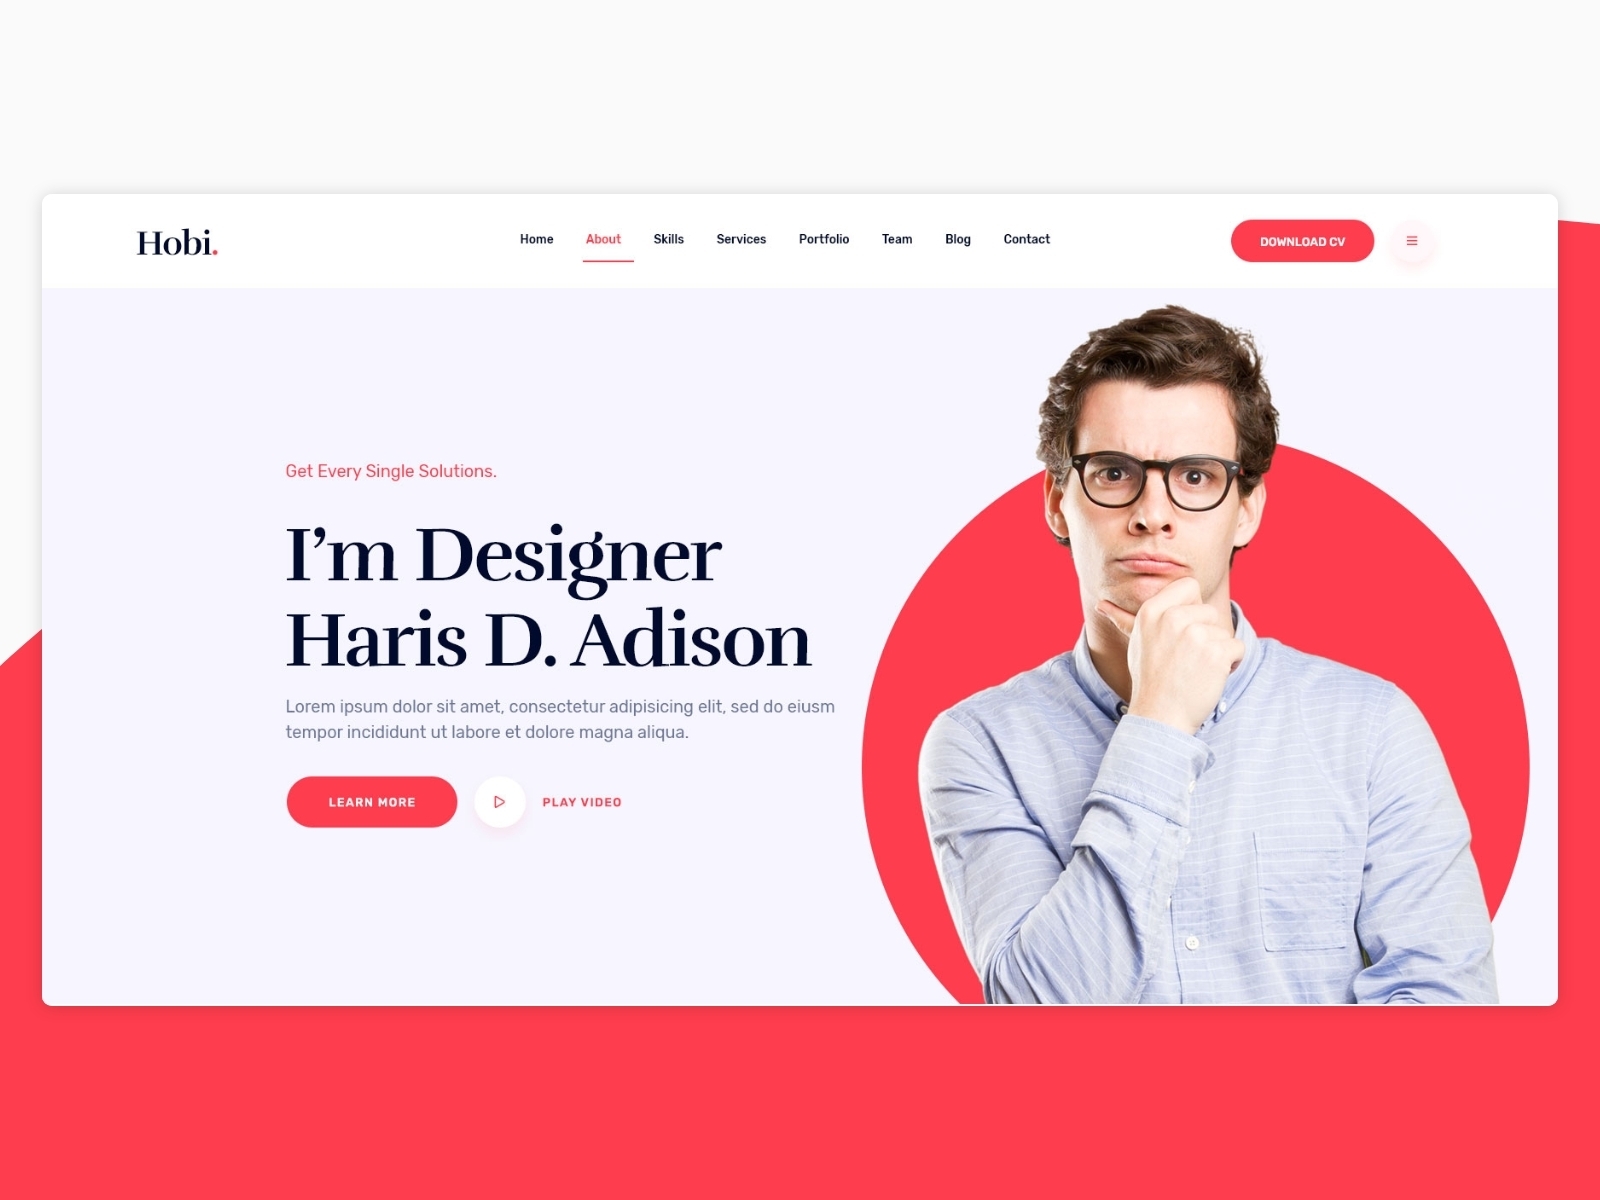 Hobi.
Home About Skills Services Portfolio Team Blog Contact
DOWNLOAD CV
Get Every Single Solutions.
I’m Designer
Haris D. Adison
Lorem ipsum dolor sit amet, consectetur adipisicing elit, sed do eiusm
tempor incididunt ut labore et dolore magna aliqua.
LEARN MORE
PLAY VIDEO